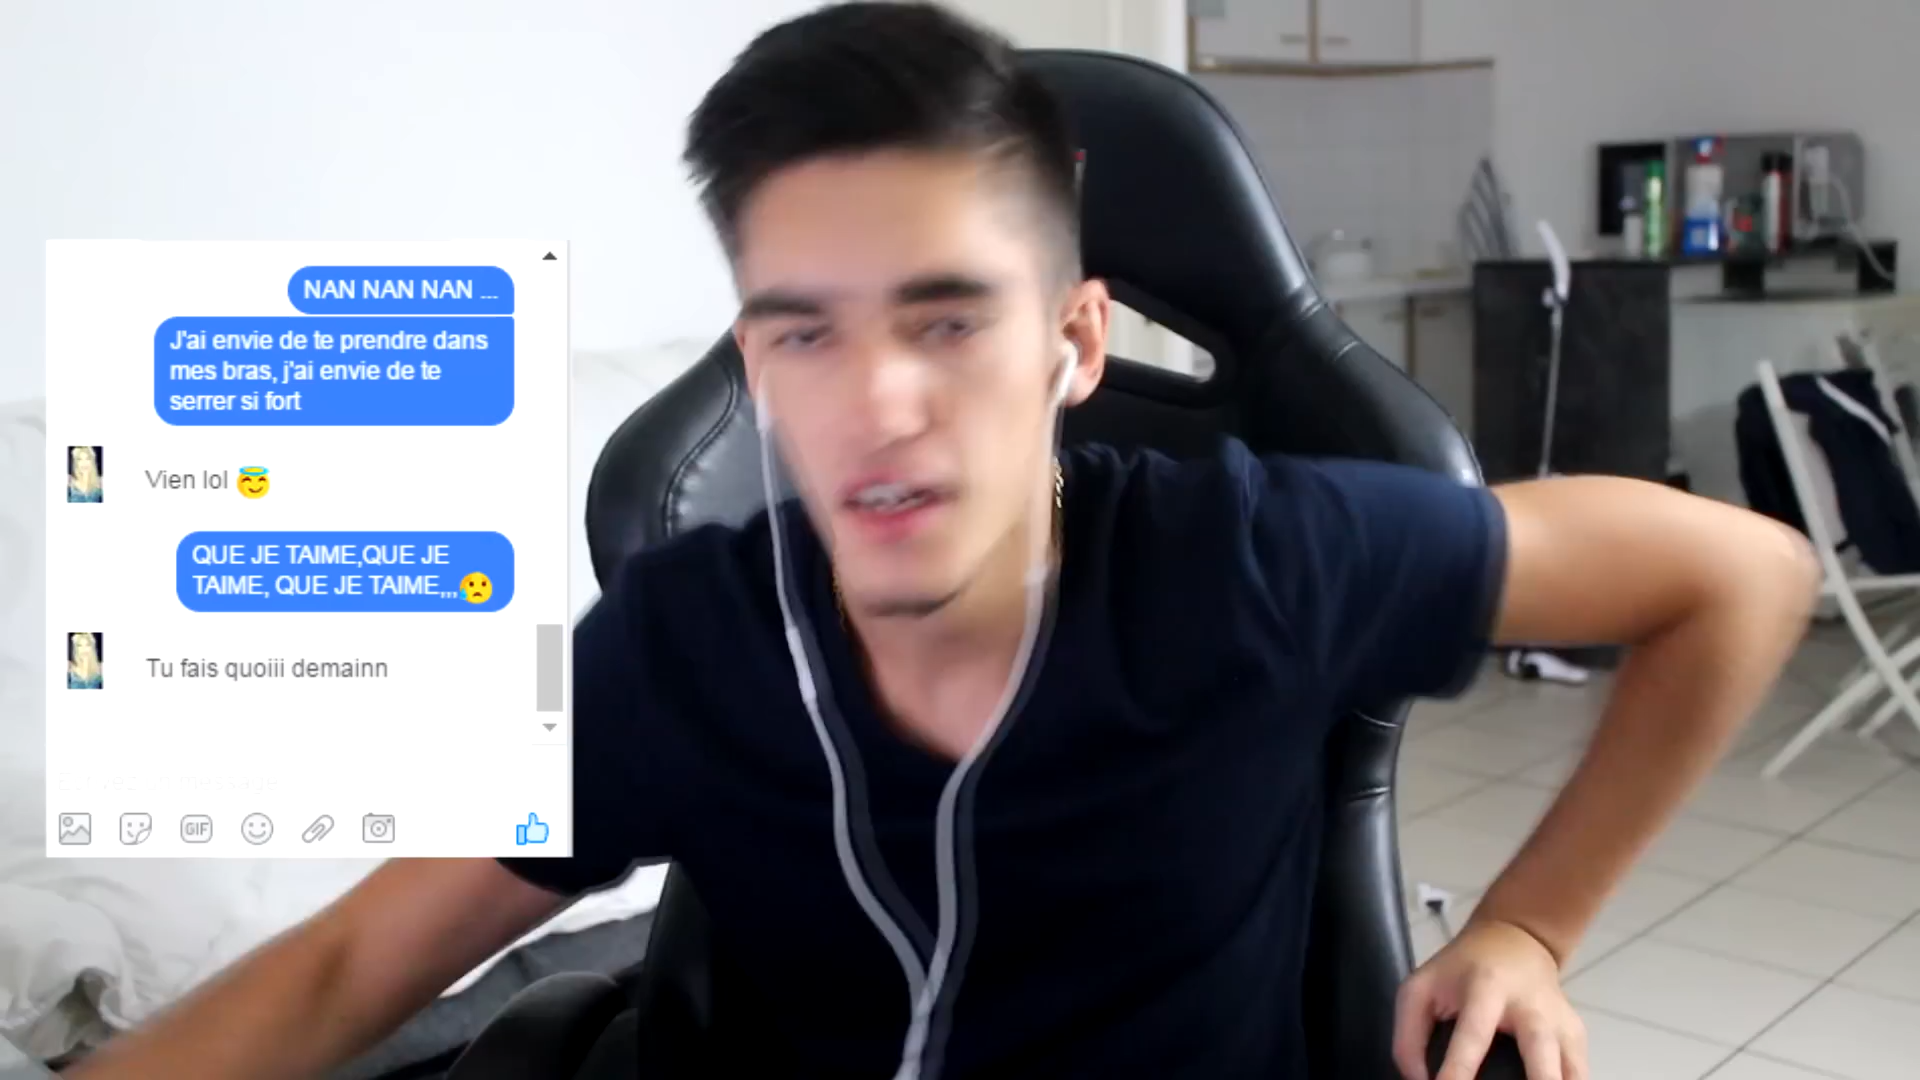 NAN NAN NAN ...
J'ai envie de te prendre dans
mes bras, j'ai envie de te
serrer si fort
Vien lol
QUE JE TAIME,QUE JE
TAIME, QUE JE TAIME,,,
Tu fais quoiii demainn
GIF